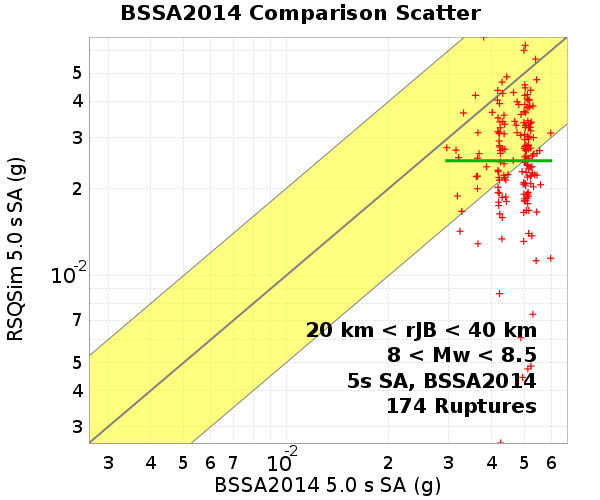 BSSA2014 Comparison Scatter
RSQSim 5.0 s SA (g)
5
4
3
2
10-2
7
5
4
3
20 km < rJB < 40 km
8 < Mw < 8.5
5s SA, BSSA2014
174 Ruptures
3 4 5 6 7 10-2 2 3 4 5 6
BSSA2014 5.0 s SA (g)